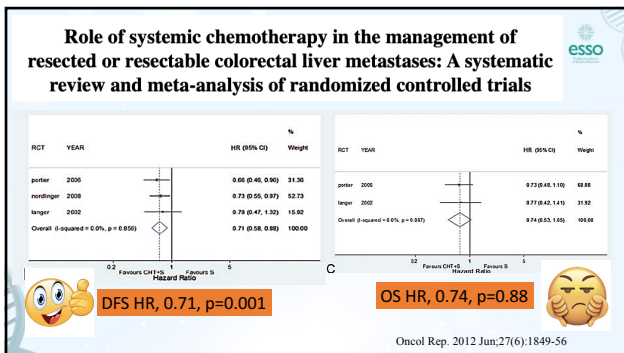 Role of systemic chemotherapy in the management of
resected or resectable colorectal liver metastases: A systematic
review and meta-analysis of randomized controlled trials
esso
%
RCT YEAR HR (95% CI) Weight
portier 2006 0.66 (0.46, 0.96) 31.36
nordlinger 2008 0.73 (0.55, 0.97) 52.73
langer 2002 0.78 (0.47, 1.32) 15.92
Overall (I-squared = 0.0%, p = 0.856) 0.71 (0.58, 0.88) 100.00
0.2 1 5
Favours CHT+S Favours S
Hazard Ratio
%
RCT YEAR HR (95% CI) Weight
portier 2006 0.73 (0.48, 1.10) 68.08
langer 2002 0.77 (0.42, 1.41) 31.92
Overall (I-squared = 0.0%, p = 0.887) 0.74 (0.53, 1.05) 100.00
0.2 1 5
Favours CHT+S Favours S
Hazard Ratio
C
DFS HR, 0.71, p=0.001
OS HR, 0.74, p=0.88
Oncol Rep. 2012 Jun;27(6):1849-56